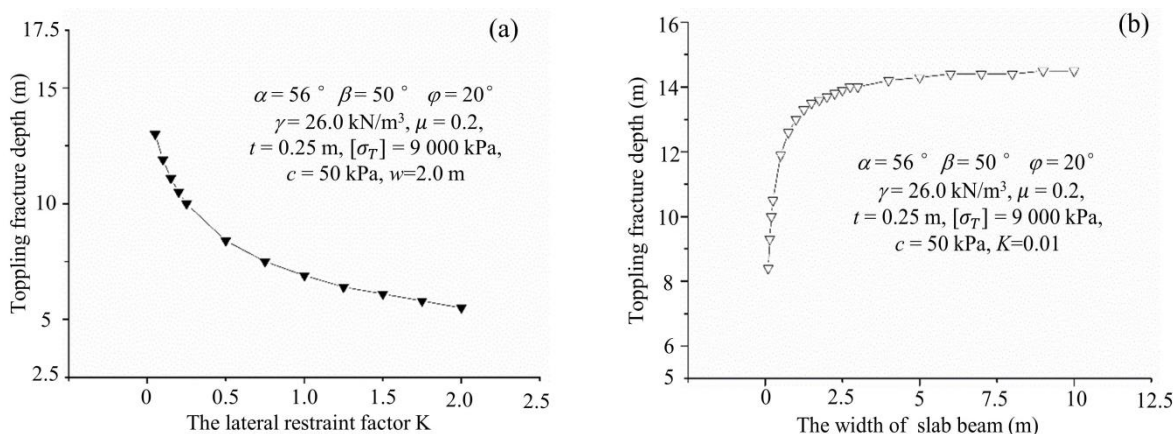 (a)
17.5
15
10
5
2.5
Toppling fracture depth (m)
α = 56 ° β = 50 ° φ = 20°
γ = 26.0 kN/m³, μ = 0.2,
t = 0.25 m, [σ_T] = 9 000 kPa,
c = 50 kPa, w=2.0 m
0 0.5 1.0 1.5 2.0 2.5
The lateral restraint factor K
(b)
16
14
12
10
8
6
5
Toppling fracture depth (m)
α = 56 ° β = 50 ° φ = 20°
γ = 26.0 kN/m³, μ = 0.2,
t = 0.25 m, [σ_T] = 9 000 kPa,
c = 50 kPa, K=0.01
0 2.5 5 7.5 10 12.5
The width of slab beam (m)